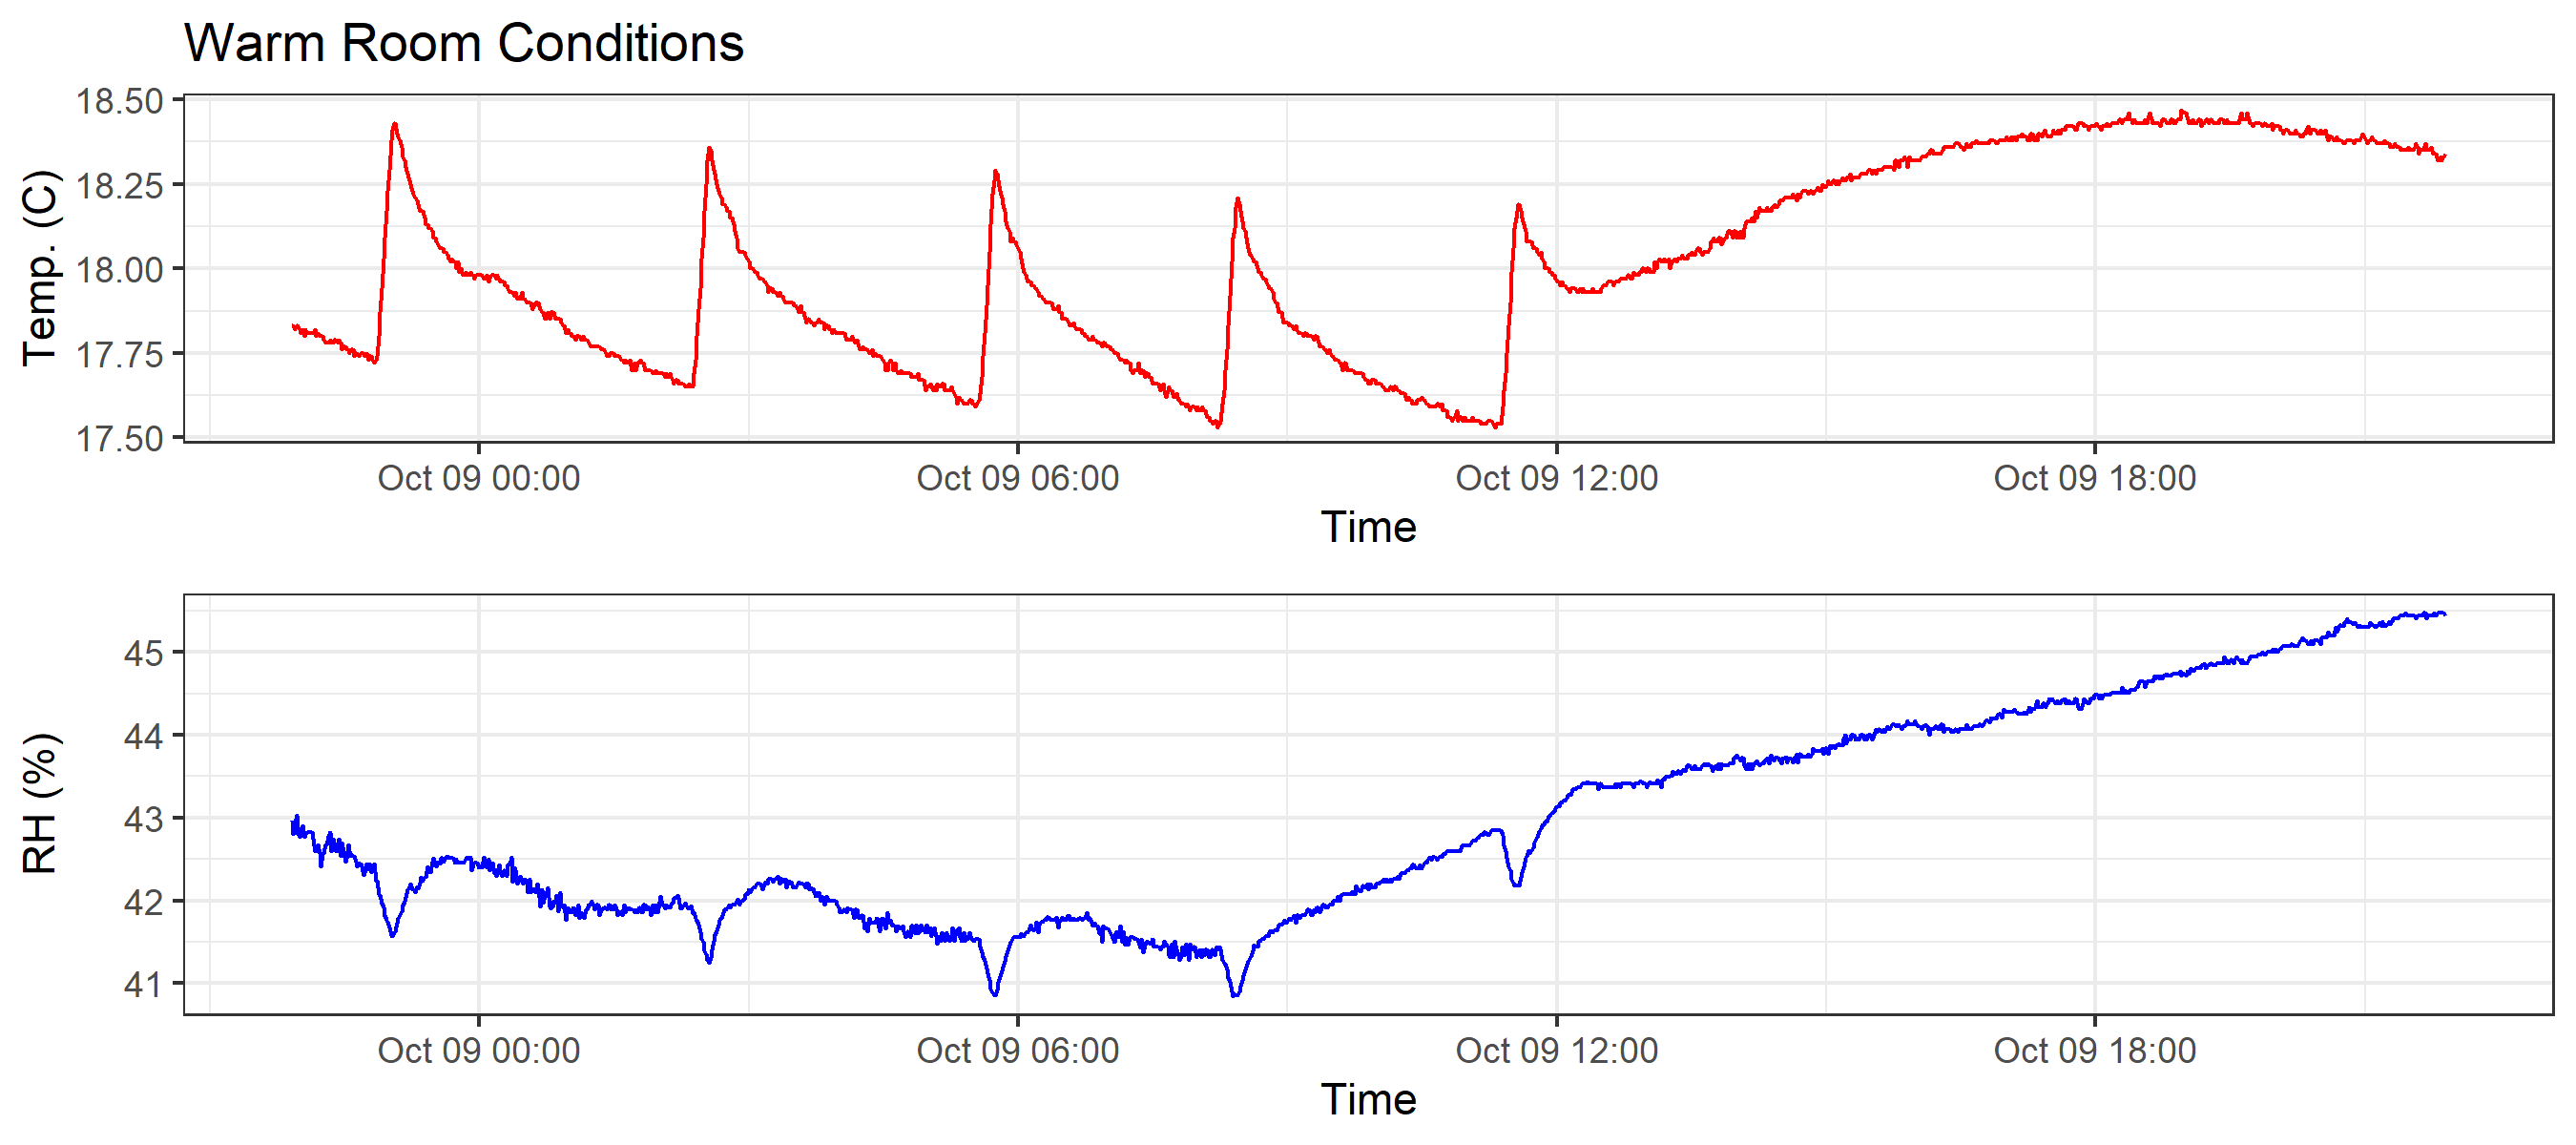 Warm Room Conditions
Temp. (C)
18.50
18.25
18.00
17.75
17.50
Oct 09 00:00 Oct 09 06:00 Oct 09 12:00 Oct 09 18:00
Time
RH (%)
45
44
43
42
41
Oct 09 00:00 Oct 09 06:00 Oct 09 12:00 Oct 09 18:00
Time